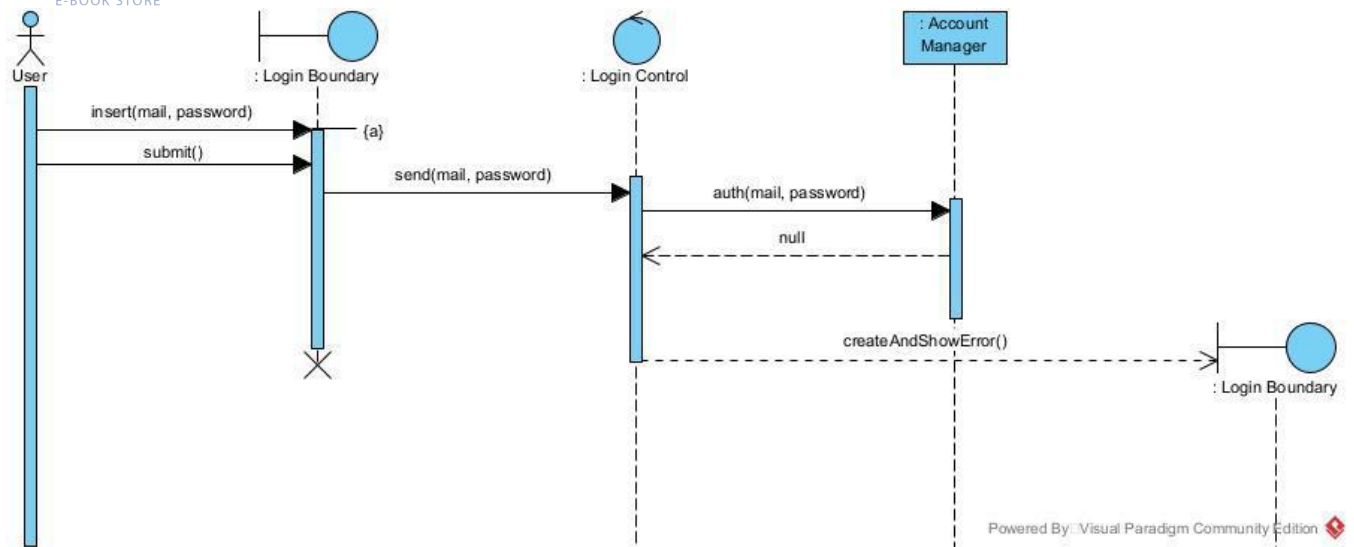 E-BOOK STORE
: Account
Manager
User
: Login Boundary
: Login Control
insert(mail, password)
{a}
submit()
send(mail, password)
auth(mail, password)
null
createAndShowError()
: Login Boundary
Powered By Visual Paradigm Community Edition